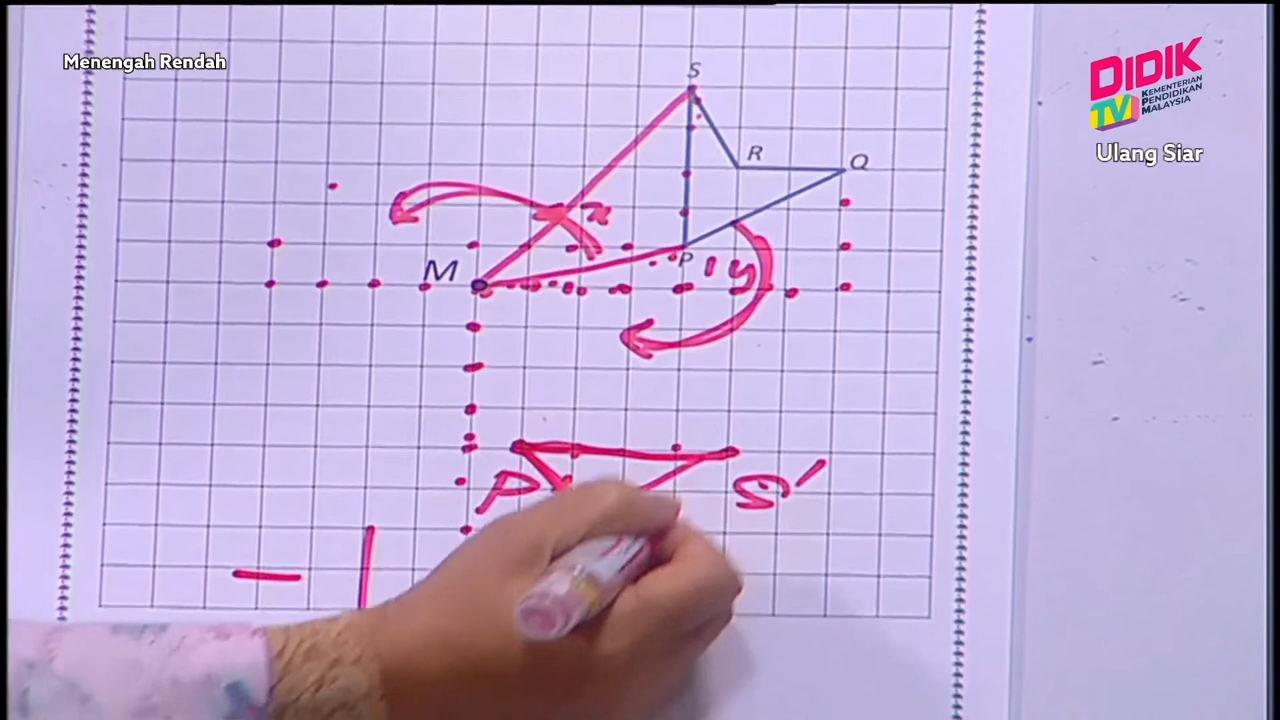 Menengah Rendah
DIDIK
TV
KEMENTERIAN
PENDIDIKAN
MALAYSIA
Ulang Siar
S
R
Q
x
M
P
y
P
S'